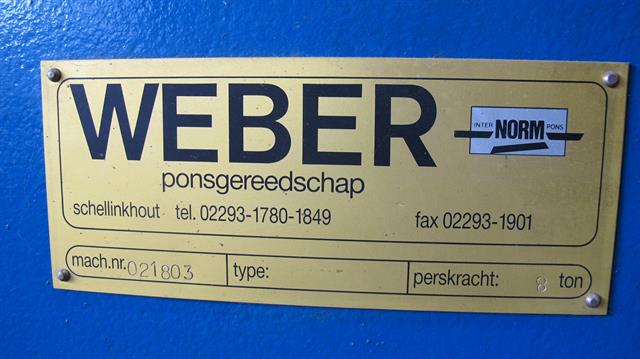 WEBER
INTER NORM PONS
ponsgereedschap
schellinkhout tel. 02293-1780-1849 fax 02293-1901
mach.nr. 021803 type: perskracht: 8 ton